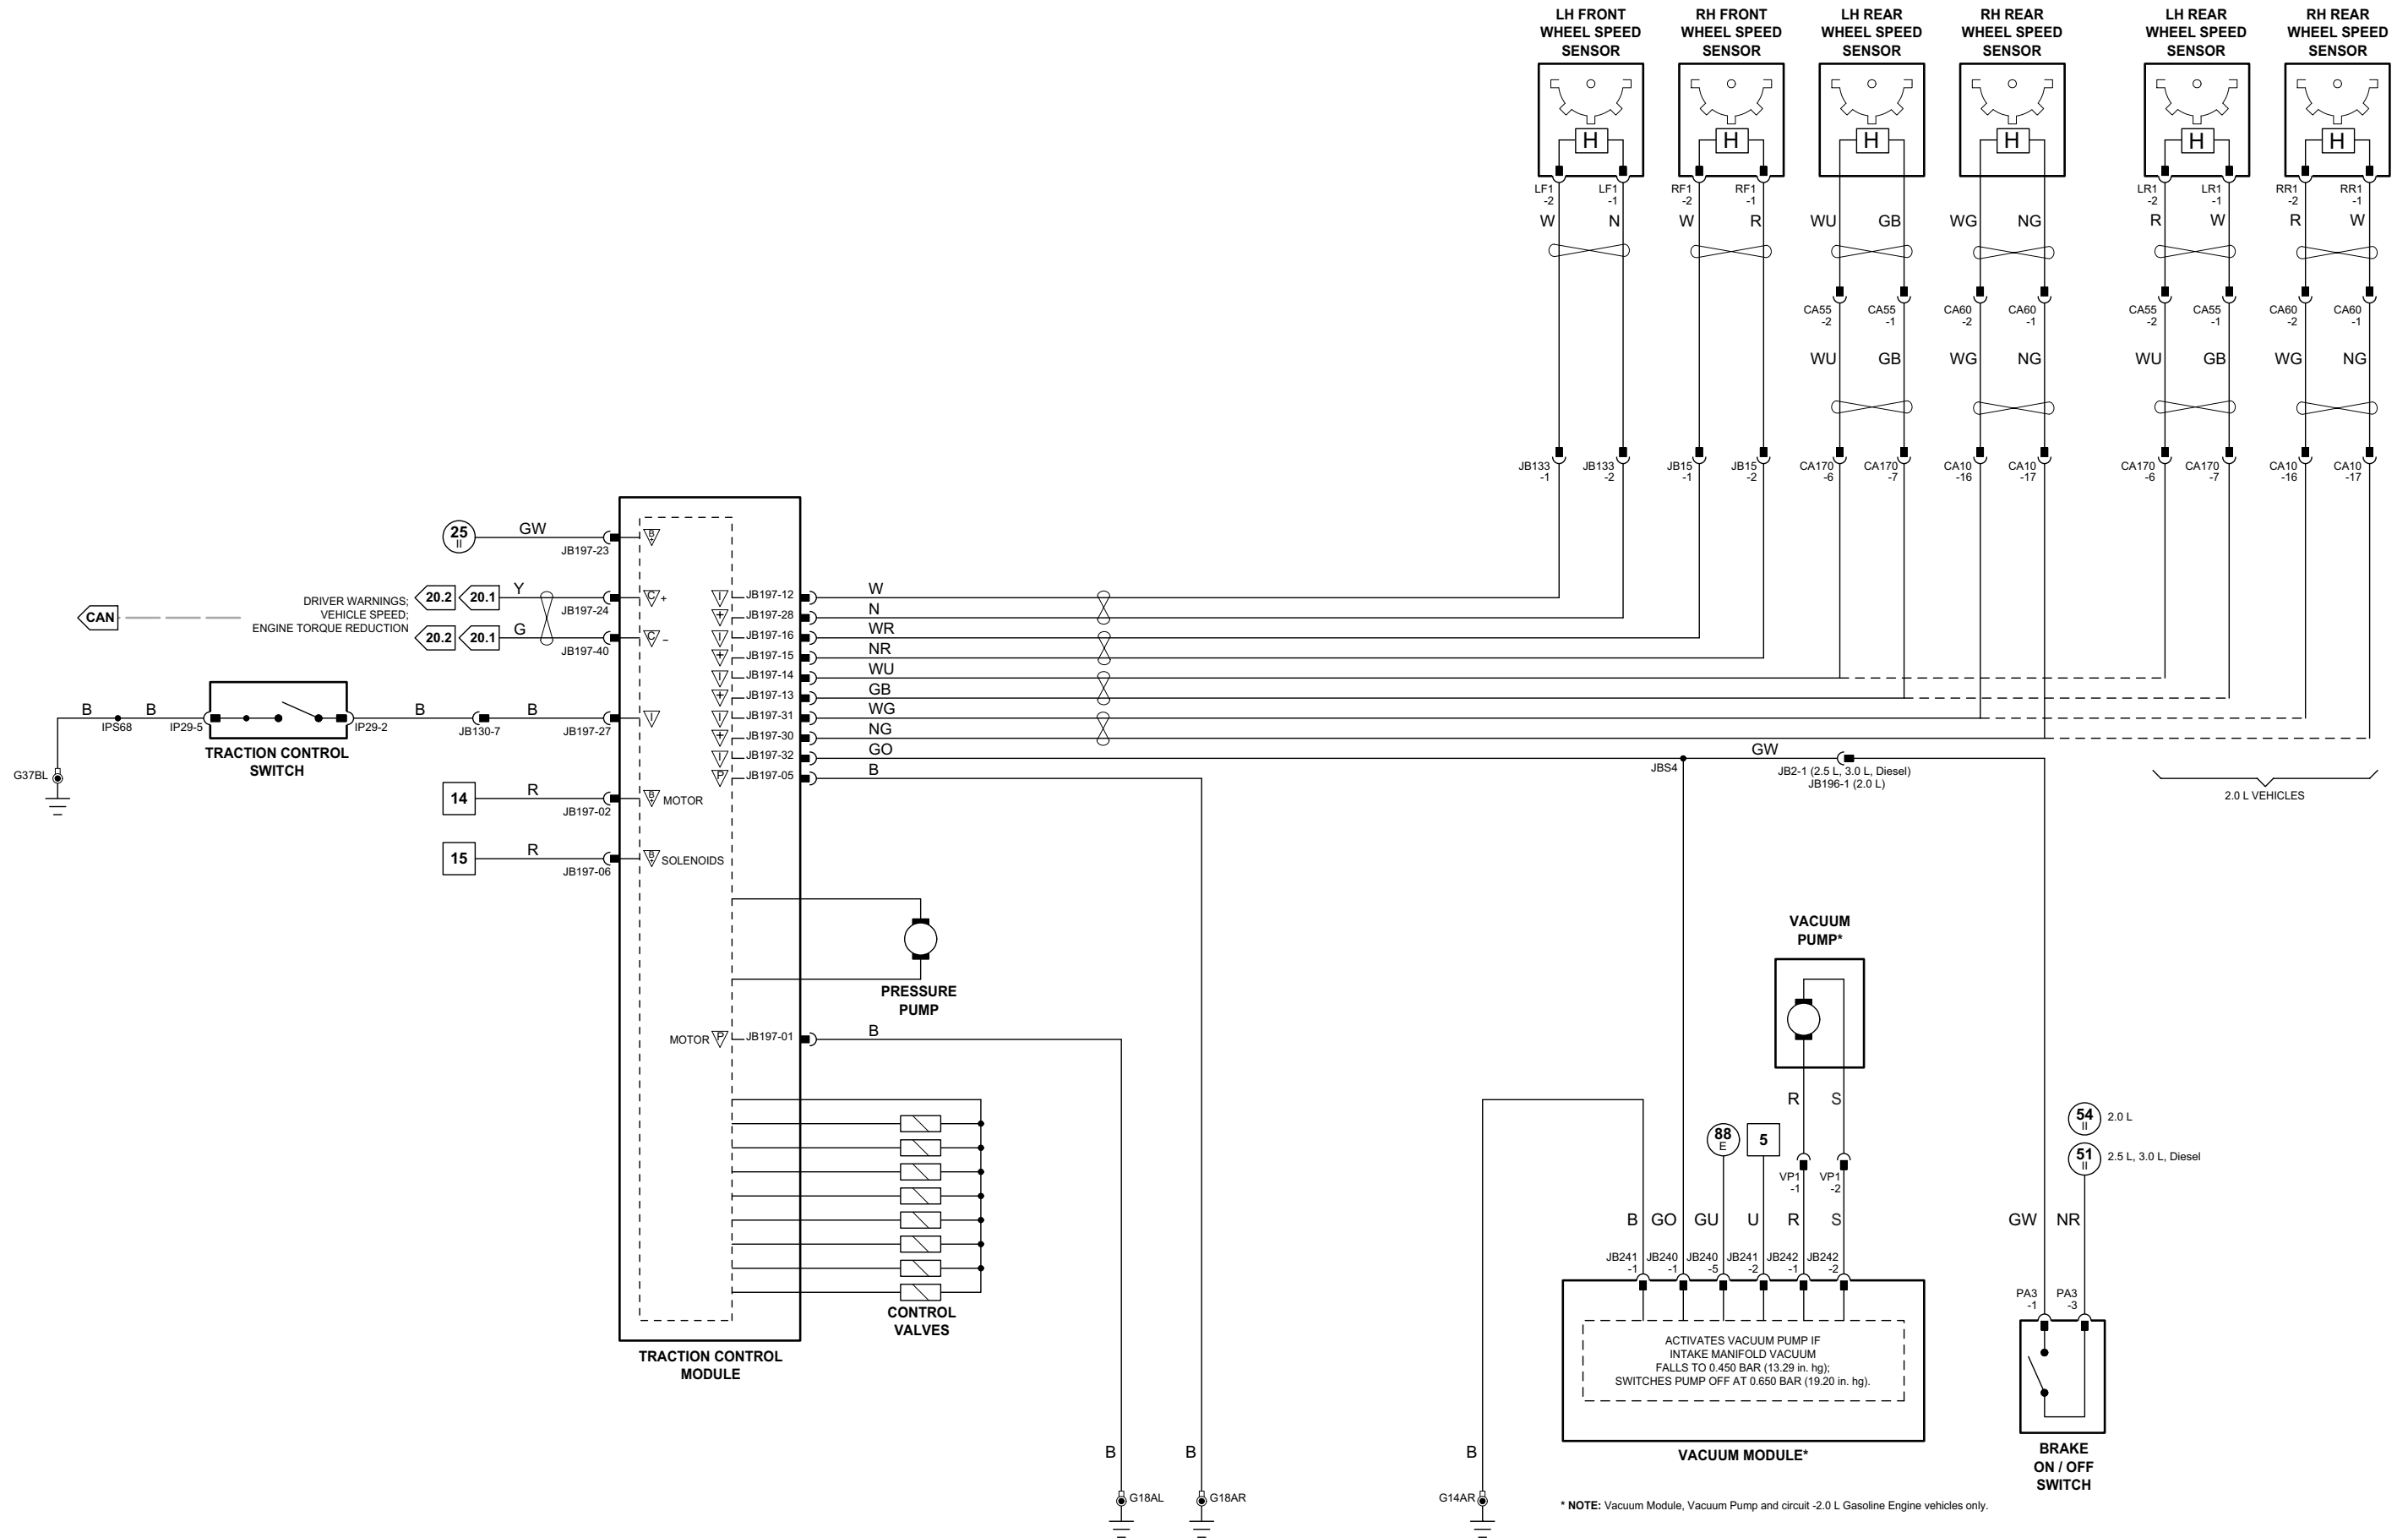 LH FRONT
WHEEL SPEED
SENSOR
RH FRONT
WHEEL SPEED
SENSOR
LH REAR
WHEEL SPEED
SENSOR
RH REAR
WHEEL SPEED
SENSOR
LH REAR
WHEEL SPEED
SENSOR
RH REAR
WHEEL SPEED
SENSOR
H H H H H H
LF1
-2
LF1
-1
RF1
-2
RF1
-1
LR1
-2
LR1
-1
RR1
-2
RR1
-1
W N W R WU GB WG NG R W R W
CA55
-2
CA55
-1
CA60
-2
CA60
-1
CA55
-2
CA55
-1
CA60
-2
CA60
-1
WU GB WG NG WU GB WG NG
JB133
-1
JB133
-2
JB15
-1
JB15
-2
CA170
-6
CA170
-7
CA10
-16
CA10
-17
CA170
-6
CA170
-7
CA10
-16
CA10
-17
25
II
GW
JB197-23
B
+
CAN
DRIVER WARNINGS;
VEHICLE SPEED;
ENGINE TORQUE REDUCTION
20.2 20.1 Y
JB197-24
C +
20.2 20.1 G
JB197-40
C –
B IPS68 B IP29-5
IP29-2 B JB130-7 B JB197-27
I
TRACTION CONTROL
SWITCH
G37BL
14 R
JB197-02
B
+
MOTOR
15 R
JB197-06
B
+
SOLENOIDS
I JB197-12 W
+ JB197-28 N
I JB197-16 WR
+ JB197-15 NR
I JB197-14 WU
+ JB197-13 GB
I JB197-31 WG
+ JB197-30 NG
I JB197-32 GO
P JB197-05 B
JBS4
GW
JB2-1 (2.5 L, 3.0 L, Diesel)
JB196-1 (2.0 L)
2.0 L VEHICLES
PRESSURE
PUMP
MOTOR P JB197-01 B
CONTROL
VALVES
TRACTION CONTROL
MODULE
VACUUM
PUMP*
R S
88
E
5
VP1
-1
VP1
-2
54
II
2.0 L
51
II
2.5 L, 3.0 L, Diesel
B GO GU U R S
GW NR
JB241
-1
JB240
-1
JB240
-5
JB241
-2
JB242
-1
JB242
-2
PA3
-1
PA3
-3
ACTIVATES VACUUM PUMP IF
INTAKE MANIFOLD VACUUM
FALLS TO 0.450 BAR (13.29 in. hg);
SWITCHES PUMP OFF AT 0.650 BAR (19.20 in. hg).
VACUUM MODULE*
BRAKE
ON / OFF
SWITCH
B B B
G18AL
G18AR
G14AR
* NOTE: Vacuum Module, Vacuum Pump and circuit -2.0 L Gasoline Engine vehicles only.